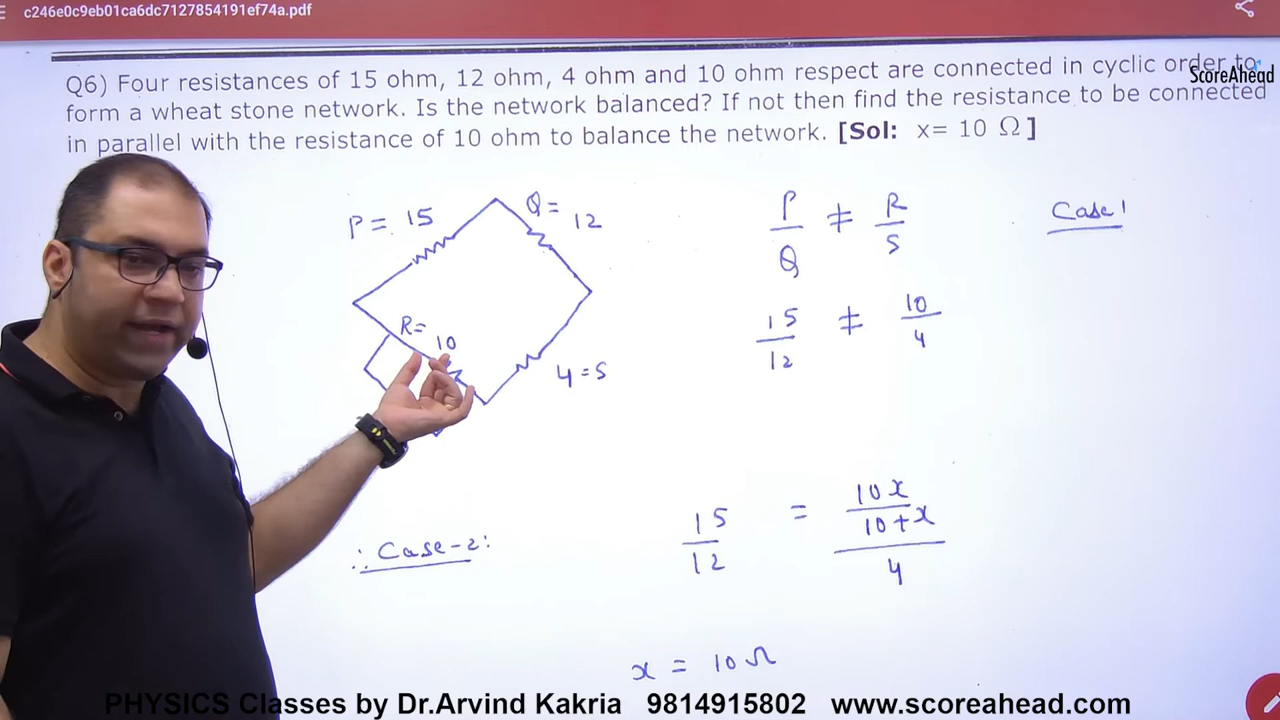 c246e0c9eb01ca6dc7127854191ef74a.pdf
Q6) Four resistances of 15 ohm, 12 ohm, 4 ohm and 10 ohm respect are connected in cyclic order to
ScoreAhead
form a wheat stone network. Is the network balanced? If not then find the resistance to be connected
in parallel with the resistance of 10 ohm to balance the network. [Sol: x= 10 Ω ]
P = 15
Q = 12
P/Q ≠ R/S
Case 1
R = 10
4 = S
15/12 ≠ 10/4
∴ Case-2:
15/12 = (10x/(10+x))/4
x = 10 Ω
PHYSICS Classes by Dr.Arvind Kakria 9814915802 www.scoreahead.com